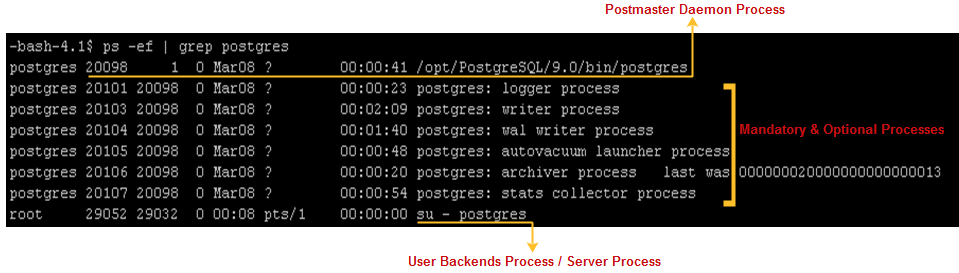 Postmaster Daemon Process
-bash-4.1$ ps -ef | grep postgres
postgres 20098 1 0 Mar08 ? 00:00:41 /opt/PostgreSQL/9.0/bin/postgres
postgres 20101 20098 0 Mar08 ? 00:00:23 postgres: logger process
postgres 20103 20098 0 Mar08 ? 00:02:09 postgres: writer process
postgres 20104 20098 0 Mar08 ? 00:01:40 postgres: wal writer process
Mandatory & Optional Processes
postgres 20105 20098 0 Mar08 ? 00:00:48 postgres: autovacuum launcher process
postgres 20106 20098 0 Mar08 ? 00:00:20 postgres: archiver process last was 000000020000000000000013
postgres 20107 20098 0 Mar08 ? 00:00:54 postgres: stats collector process
root 29052 29032 0 00:08 pts/1 00:00:00 su - postgres
User Backends Process / Server Process